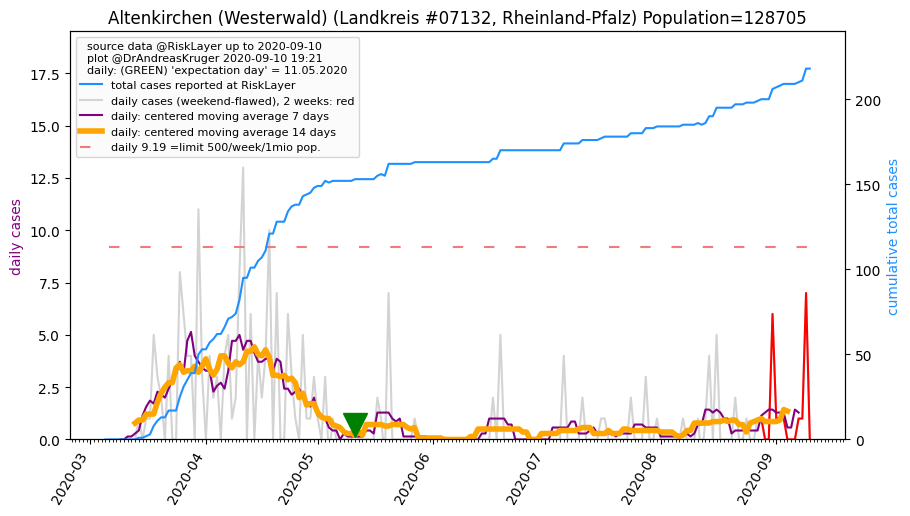 Altenkirchen (Westerwald) (Landkreis #07132, Rheinland-Pfalz) Population=128705
source data @RiskLayer up to 2020-09-10
plot @DrAndreasKruger 2020-09-10 19:21
daily: (GREEN) 'expectation day' = 11.05.2020
total cases reported at RiskLayer
daily cases (weekend-flawed), 2 weeks: red
daily: centered moving average 7 days
daily: centered moving average 14 days
daily 9.19 =limit 500/week/1mio pop.
daily cases
17.5
15.0
12.5
10.0
7.5
5.0
2.5
0.0
200
150
100
50
0
cumulative total cases
2020-03
2020-04
2020-05
2020-06
2020-07
2020-08
2020-09